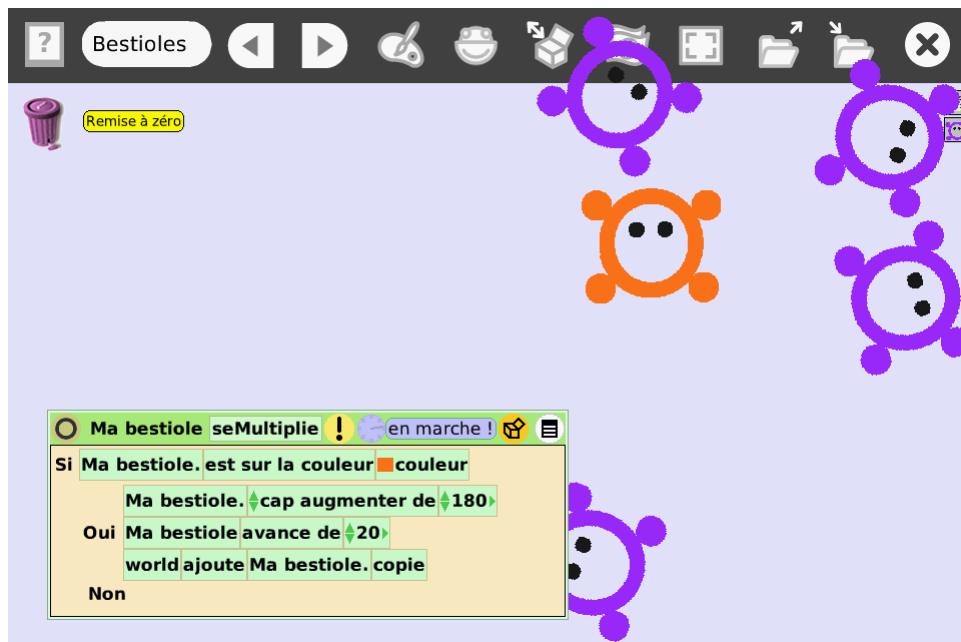 Bestioles
Remise à zéro
Ma bestiole seMultiplie ! en marche !
Si Ma bestiole. est sur la couleur couleur
Ma bestiole. cap augmenter de 180
Oui Ma bestiole avance de 20
world ajoute Ma bestiole. copie
Non